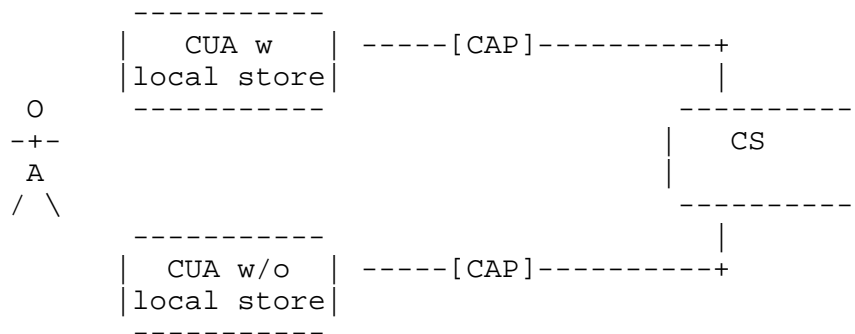 CUA w -----[CAP]----------+
local store
O
-+-
CS
A
/ \
CUA w/o -----[CAP]----------+
local store